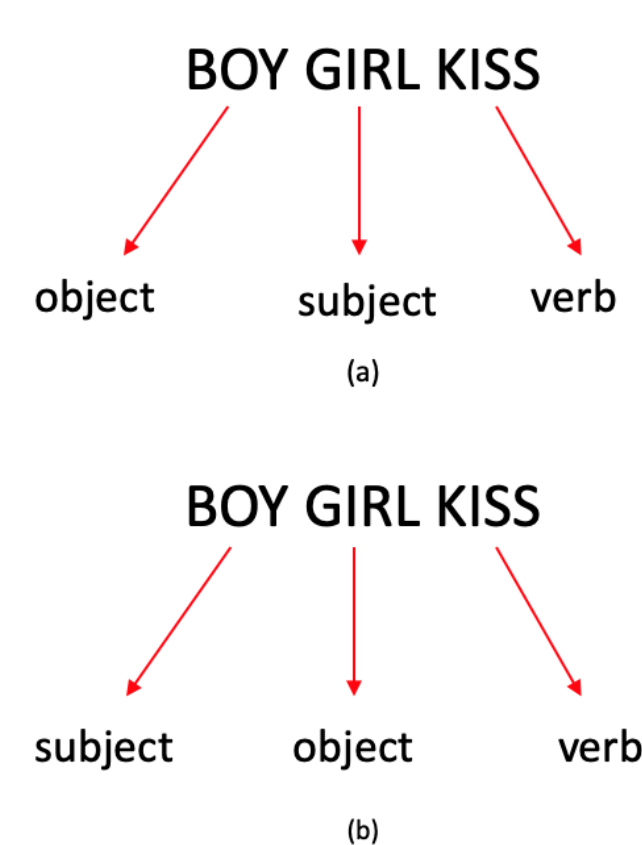 BOY GIRL KISS
object subject verb
(a)
BOY GIRL KISS
subject object verb
(b)